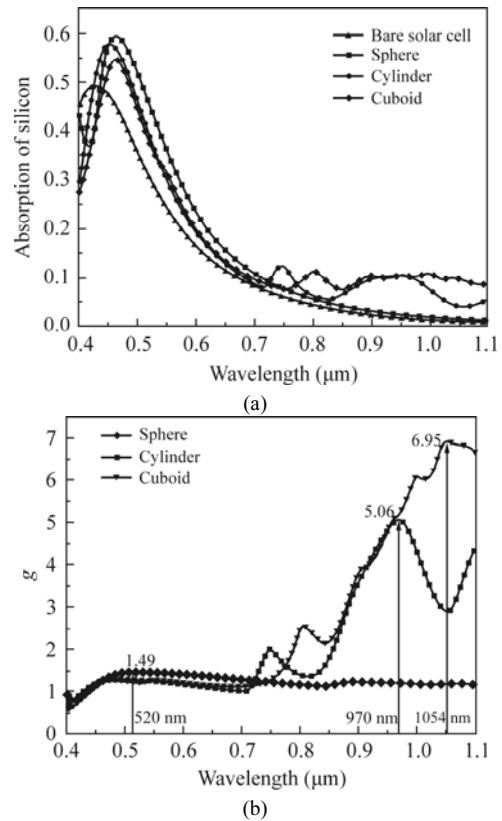 0.6
0.5
0.4
0.3
0.2
0.1
0.0
Absorption of silicon
Bare solar cell
Sphere
Cylinder
Cuboid
0.4 0.5 0.6 0.7 0.8 0.9 1.0 1.1
Wavelength (μm)
(a)
7
6
5
4
3
2
1
0
g
Sphere
Cylinder
Cuboid
6.95
5.06
1.49
520 nm
970 nm
1054 nm
0.4 0.5 0.6 0.7 0.8 0.9 1.0 1.1
Wavelength (μm)
(b)